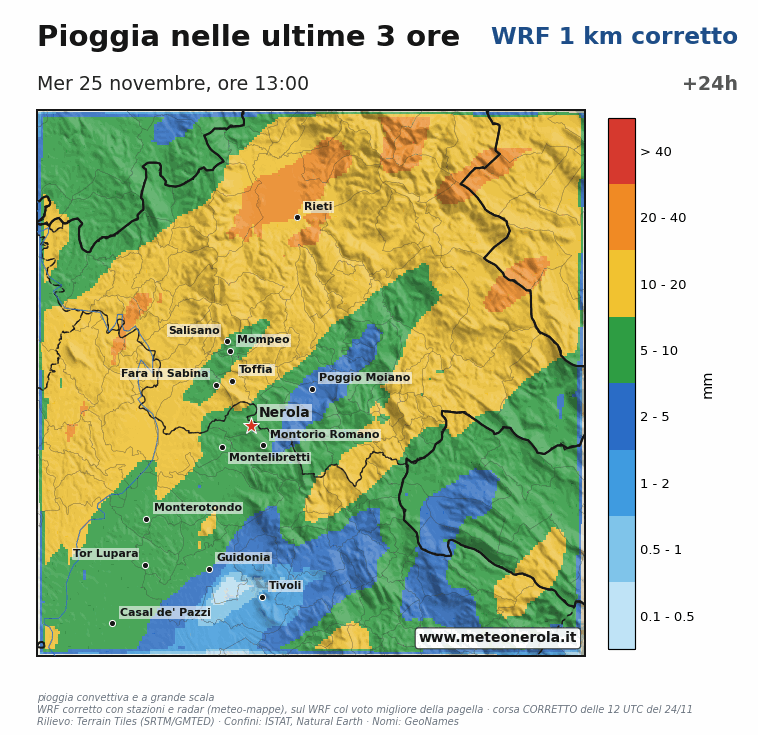 Pioggia nelle ultime 3 ore
WRF 1 km corretto
Mer 25 novembre, ore 13:00
+24h
Rieti
Salisano
Mompeo
Fara in Sabina
Toffia
Poggio Moiano
Nerola
Montorio Romano
Montelibretti
Monterotondo
Tor Lupara
Guidonia
Tivoli
Casal de' Pazzi
www.meteonerola.it
> 40
20 - 40
10 - 20
5 - 10
2 - 5
1 - 2
0.5 - 1
0.1 - 0.5
mm
pioggia convettiva e a grande scala
WRF corretto con stazioni e radar (meteo-mappe), sul WRF col voto migliore della pagella · corsa CORRETTO delle 12 UTC del 24/11
Rilievo: Terrain Tiles (SRTM/GMTED) · Confini: ISTAT, Natural Earth · Nomi: GeoNames